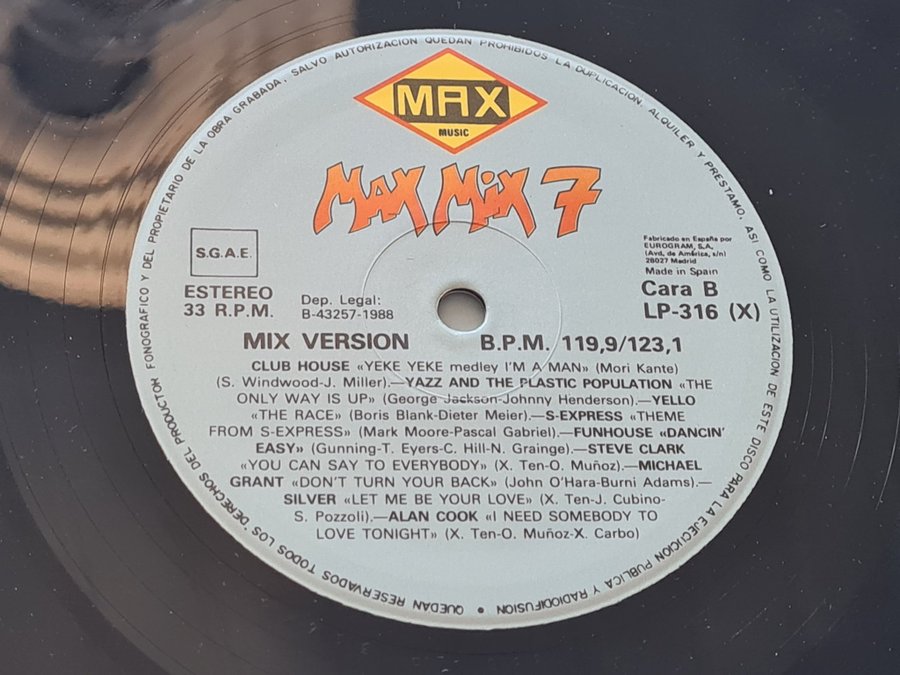 QUEDAN RESERVADOS TODOS LOS DERECHOS DEL PRODUCTOR FONOGRAFICO Y DEL PROPIETARIO DE LA OBRA GRABADA, SALVO AUTORIZACION QUEDAN PROHIBIDOS LA DUPLICACION, ALQUILER Y PRESTAMO, ASI COMO LA UTILIZACION DE ESTE DISCO PARA LA EJECUCION PUBLICA Y RADIODIFUSION •
MAX
MUSIC
MAX MIX 7
S.G.A.E.
ESTEREO
33 R.P.M.
Dep. Legal:
B-43257-1988
Fabricado en España por
EUROGRAM, S.A.
(Avd. de América, s/n)
28027 Madrid
Made in Spain
Cara B
LP-316 (X)
MIX VERSION B.P.M. 119,9/123,1
CLUB HOUSE «YEKE YEKE medley I'M A MAN» (Mori Kante)
(S. Windwood-J. Miller).—YAZZ AND THE PLASTIC POPULATION «THE
ONLY WAY IS UP» (George Jackson-Johnny Henderson).—YELLO
«THE RACE» (Boris Blank-Dieter Meier).—S-EXPRESS «THEME
FROM S-EXPRESS» (Mark Moore-Pascal Gabriel).—FUNHOUSE «DANCIN'
EASY» (Gunning-T. Eyers-C. Hill-N. Grainge).—STEVE CLARK
«YOU CAN SAY TO EVERYBODY» (X. Ten-O. Muñoz).—MICHAEL
GRANT «DON'T TURN YOUR BACK» (John O'Hara-Burni Adams).—
SILVER «LET ME BE YOUR LOVE» (X. Ten-J. Cubino-
S. Pozzoli).—ALAN COOK «I NEED SOMEBODY TO
LOVE TONIGHT» (X. Ten-O. Muñoz-X. Carbo)